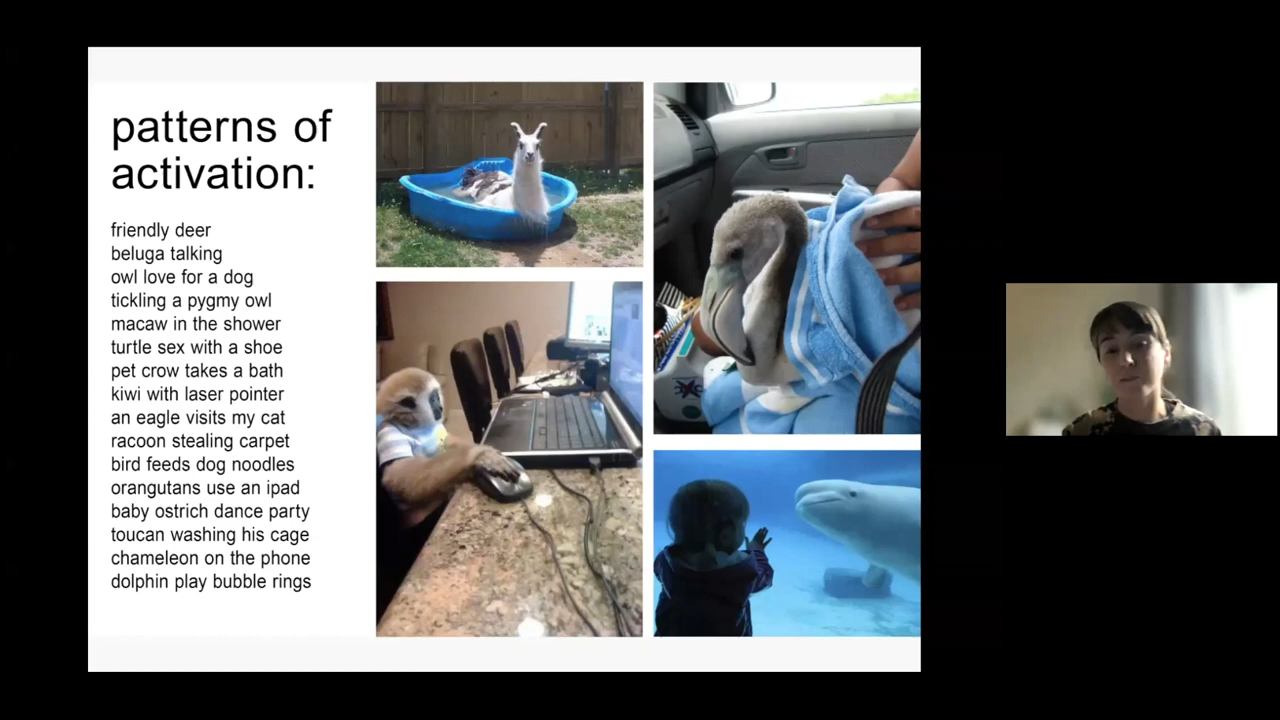 patterns of
activation:
friendly deer
beluga talking
owl love for a dog
tickling a pygmy owl
macaw in the shower
turtle sex with a shoe
pet crow takes a bath
kiwi with laser pointer
an eagle visits my cat
racoon stealing carpet
bird feeds dog noodles
orangutans use an ipad
baby ostrich dance party
toucan washing his cage
chameleon on the phone
dolphin play bubble rings